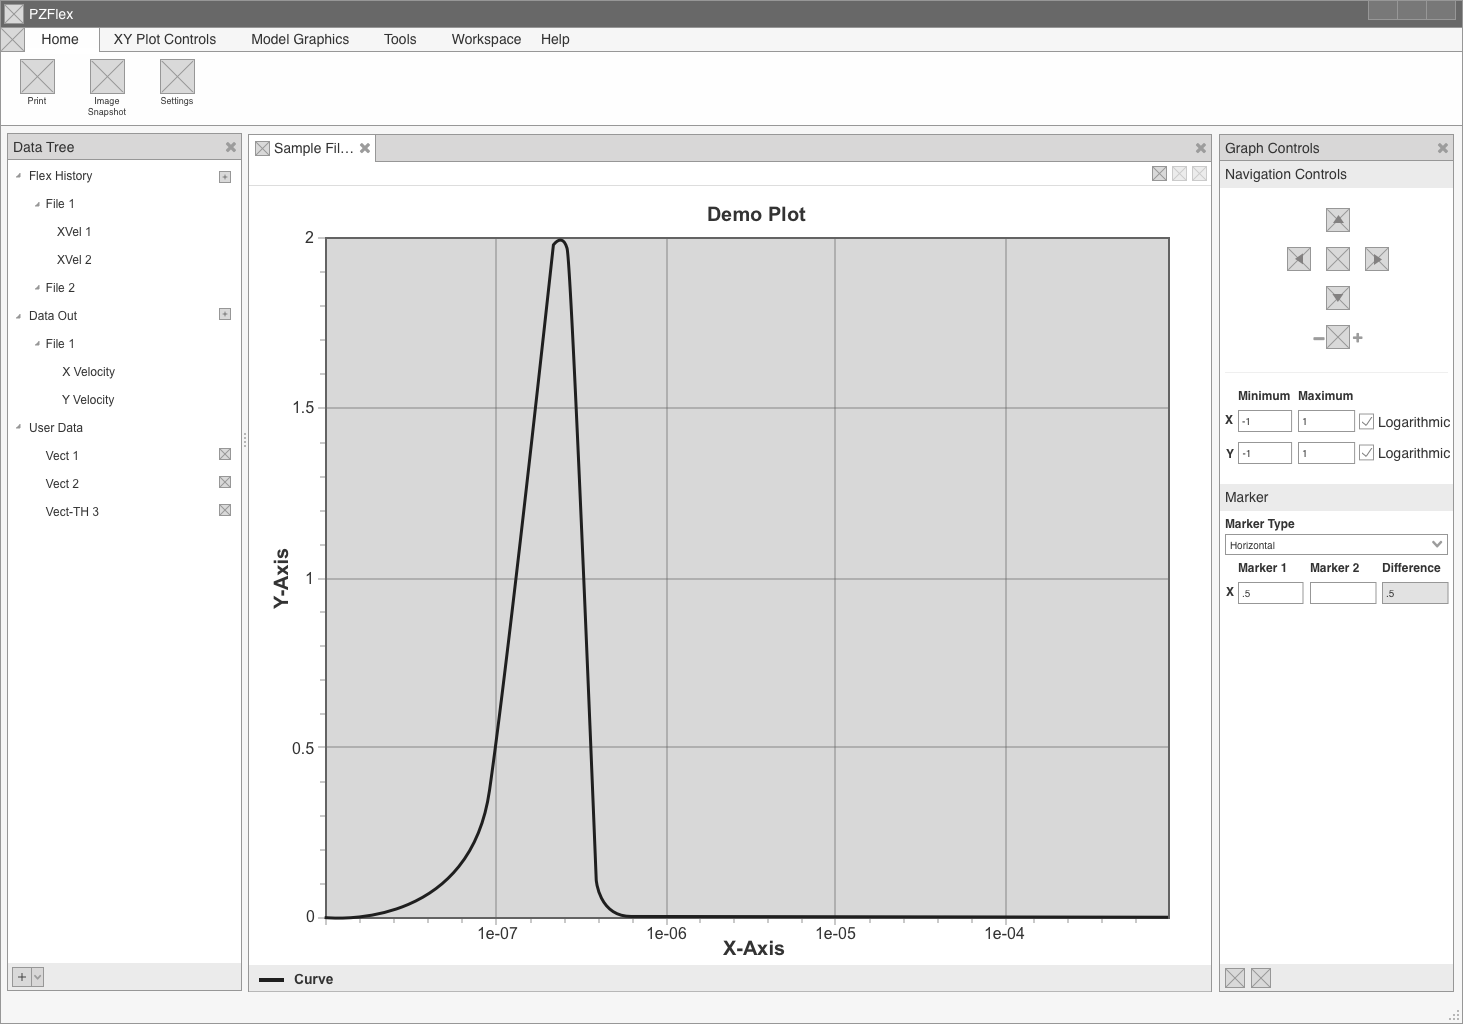 PZFlex
Home XY Plot Controls Model Graphics Tools Workspace Help
Print
Image
Snapshot
Settings
Data Tree
Flex History
File 1
XVel 1
XVel 2
File 2
Data Out
File 1
X Velocity
Y Velocity
User Data
Vect 1
Vect 2
Vect-TH 3
Sample Fil...
Demo Plot
2
1.5
1
0.5
0
Y-Axis
1e-07 1e-06 1e-05 1e-04
X-Axis
Curve
Graph Controls
Navigation Controls
Minimum Maximum
X -1 1 Logarithmic
Y -1 1 Logarithmic
Marker
Marker Type
Horizontal
Marker 1 Marker 2 Difference
X .5 .5